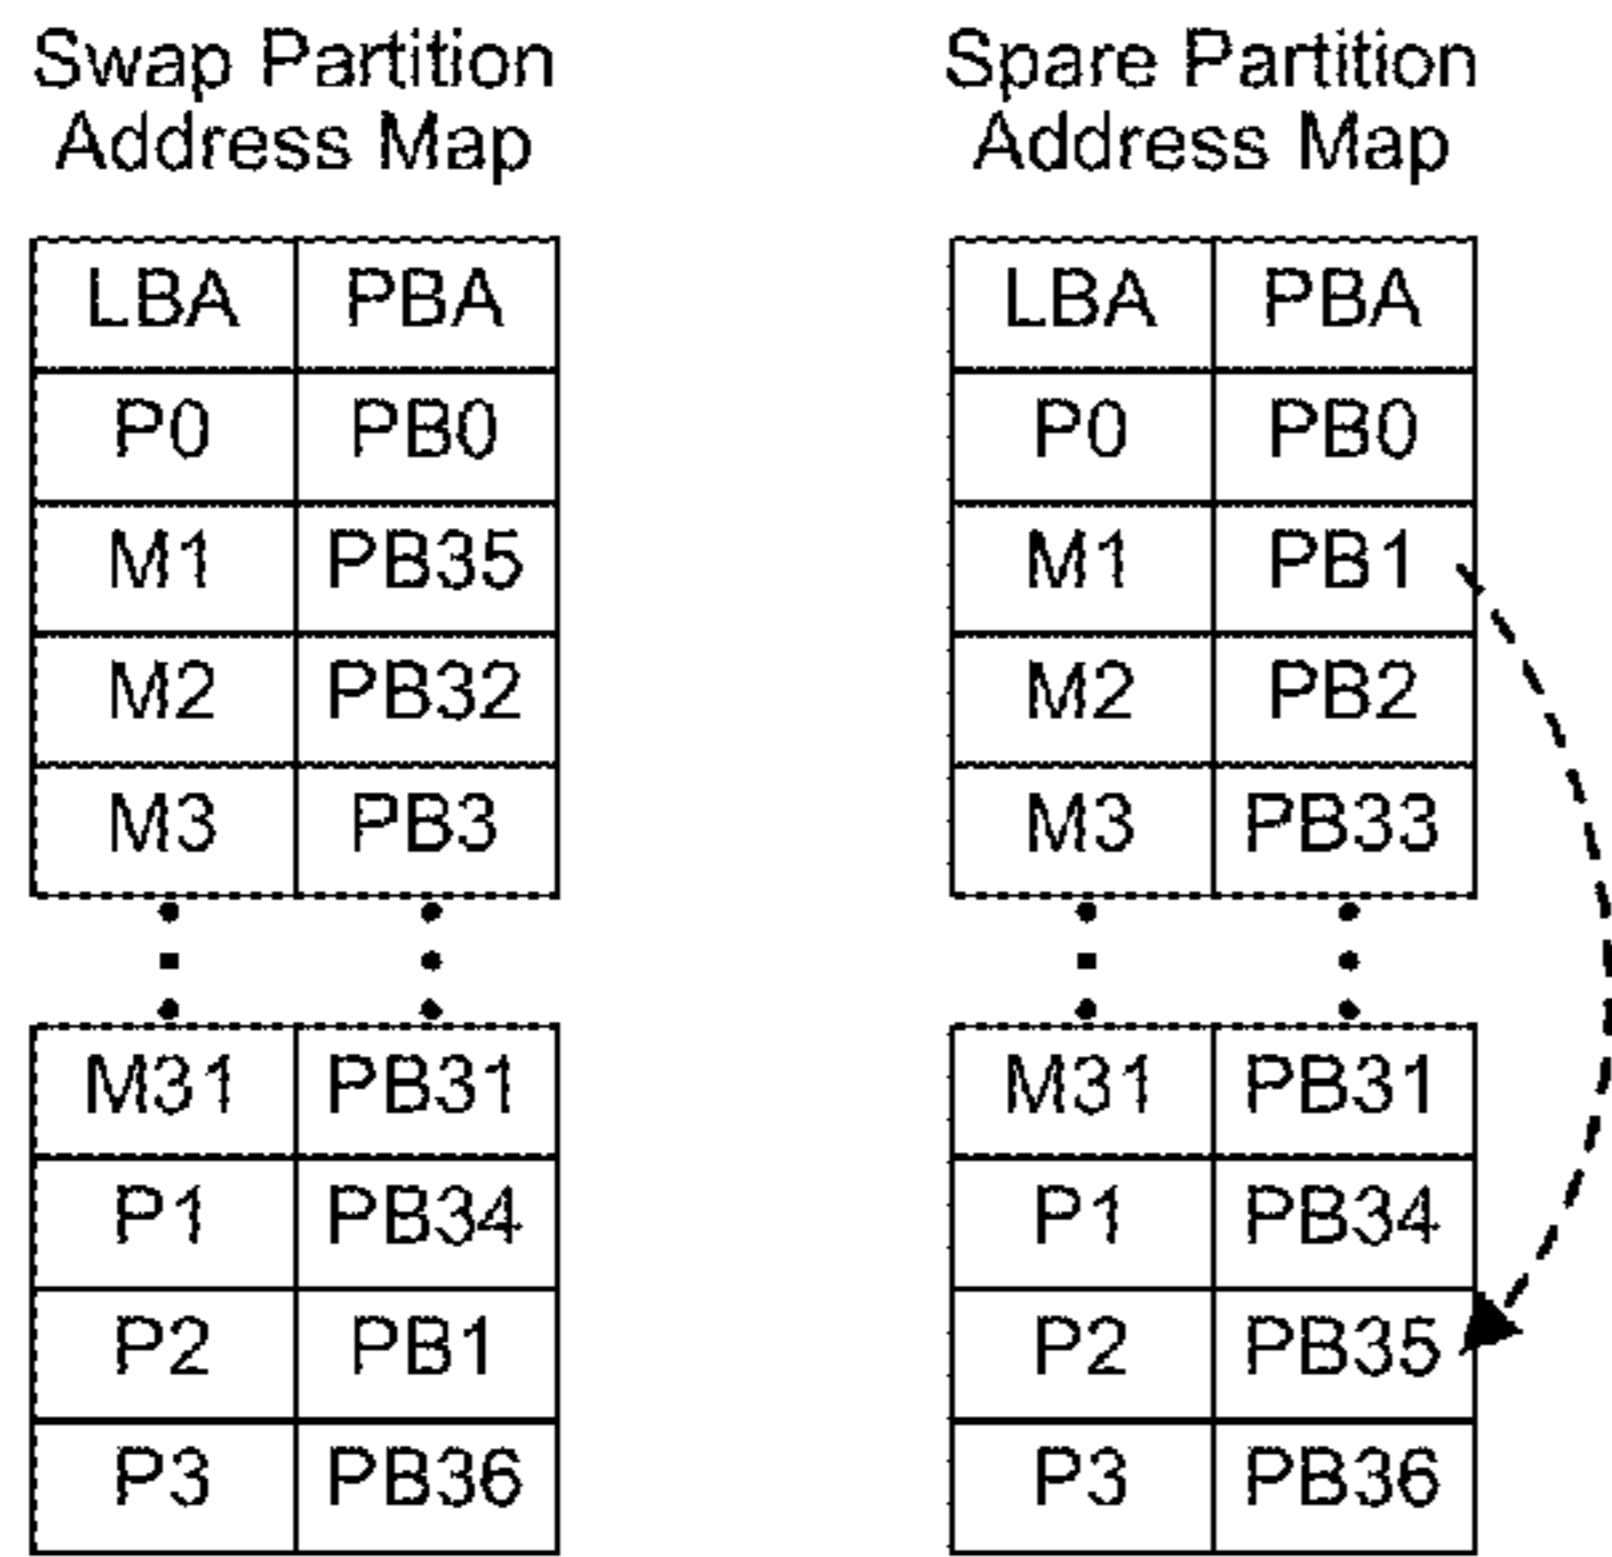 Swap Partition
Address Map
LBA PBA
P0 PB0
M1 PB35
M2 PB32
M3 PB3
M31 PB31
P1 PB34
P2 PB1
P3 PB36
Spare Partition
Address Map
LBA PBA
P0 PB0
M1 PB1
M2 PB2
M3 PB33
M31 PB31
P1 PB34
P2 PB35
P3 PB36